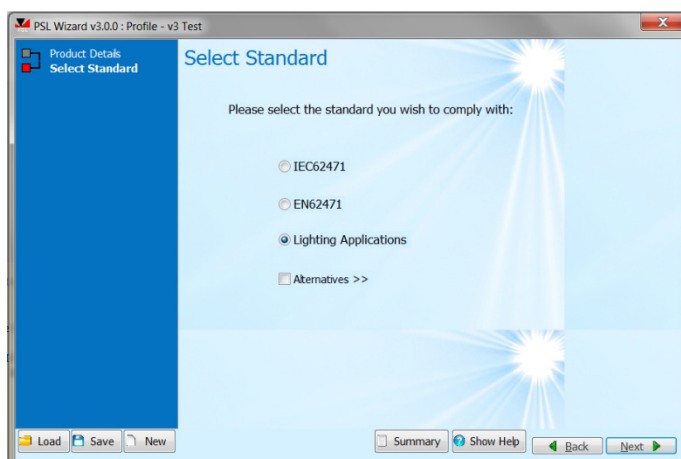 PSL Wizard v3.0.0 : Profile - v3 Test
Product Details
Select Standard
Select Standard
Please select the standard you wish to comply with:
IEC62471
EN62471
Lighting Applications
Alternatives >>
Load Save New Summary Show Help Back Next